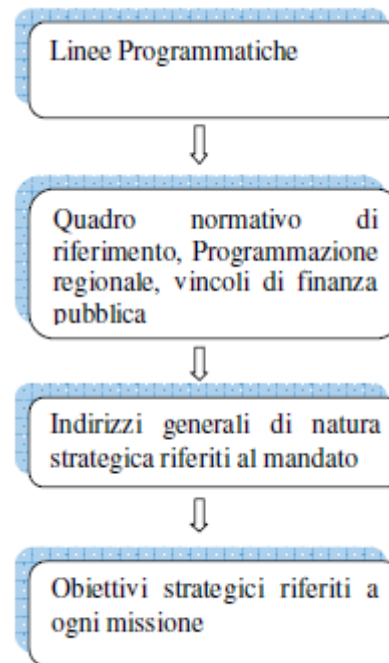 Linee Programmatiche
Quadro normativo di
riferimento, Programmazione
regionale, vincoli di finanza
pubblica
Indirizzi generali di natura
strategica riferiti al mandato
Obiettivi strategici riferiti a
ogni missione